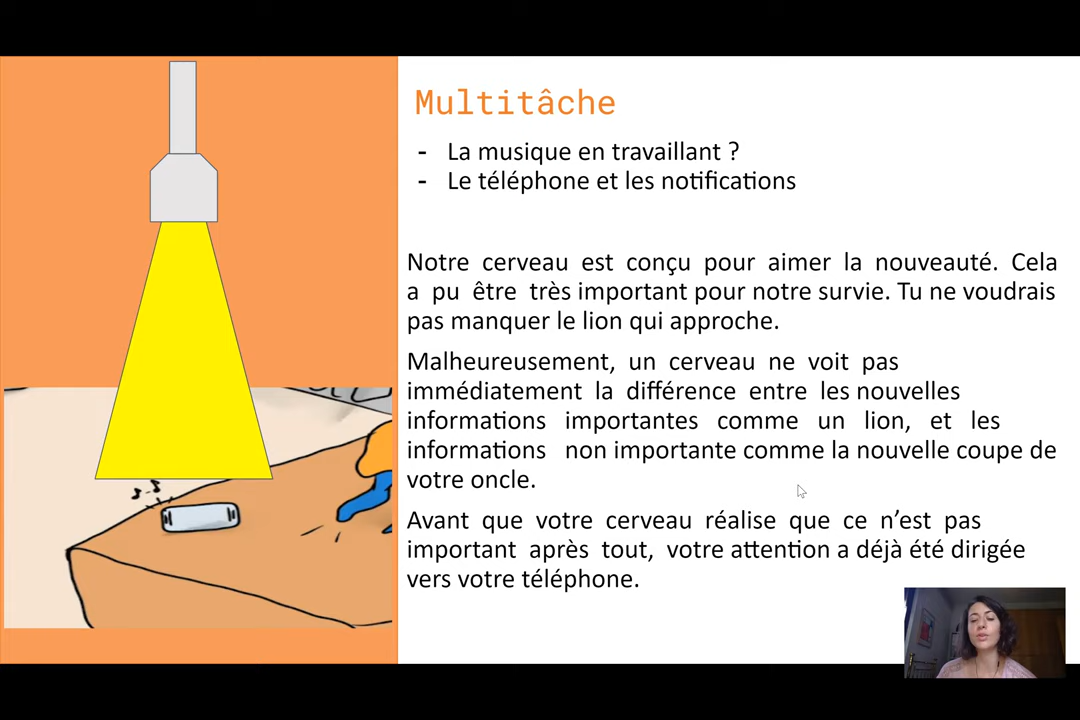 Multitâche
- La musique en travaillant ?
- Le téléphone et les notifications
Notre cerveau est conçu pour aimer la nouveauté. Cela
a pu être très important pour notre survie. Tu ne voudrais
pas manquer le lion qui approche.
Malheureusement, un cerveau ne voit pas
immédiatement la différence entre les nouvelles
informations importantes comme un lion, et les
informations non importante comme la nouvelle coupe de
votre oncle.
Avant que votre cerveau réalise que ce n’est pas
important après tout, votre attention a déjà été dirigée
vers votre téléphone.